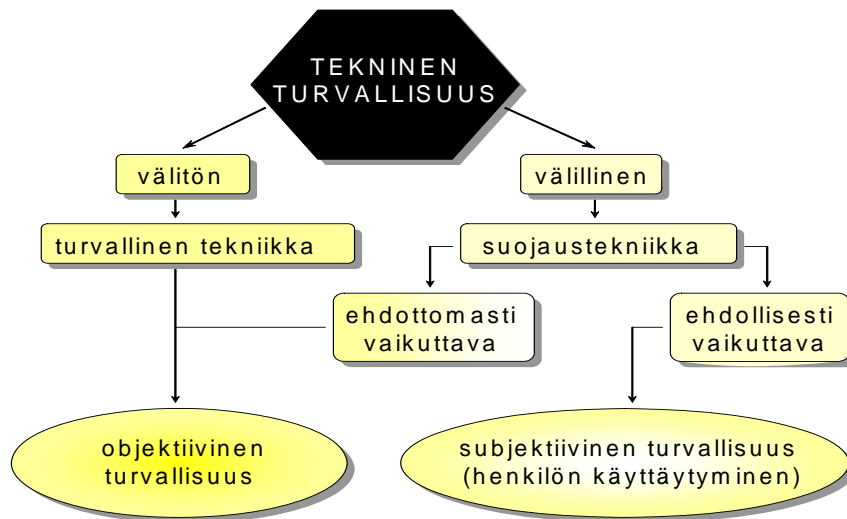 TEKNINEN
TURVALLISUUS
välitön
välillinen
turvallinen tekniikka
suojaustekniikka
ehdottomasti
vaikuttava
ehdollisesti
vaikuttava
objektiivinen
turvallisuus
subjektiivinen turvallisuus
(henkilön käyttäytyminen)